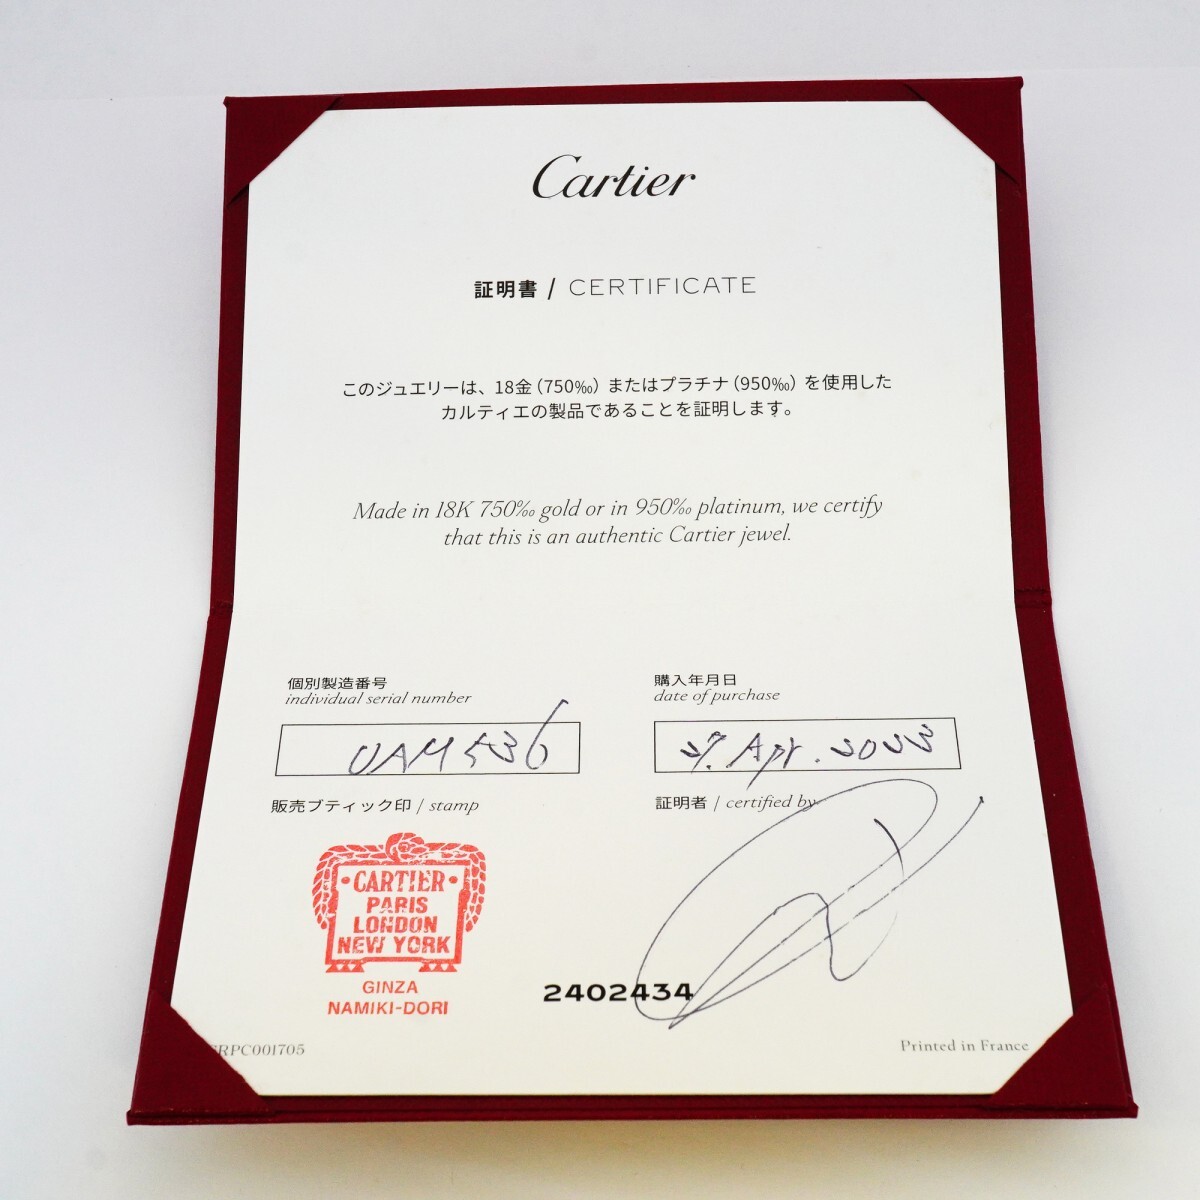 Cartier
証明書 / CERTIFICATE
このジュエリーは、18金（750‰）またはプラチナ（950‰）を使用した
カルティエの製品であることを証明します。
Made in 18K 750‰ gold or in 950‰ platinum, we certify
that this is an authentic Cartier jewel.
個別製造番号
individual serial number
購入年月日
date of purchase
27. Apr. 2023
販売ブティック印 / stamp
証明者 / certified by
·CARTIER·
PARIS
LONDON
NEW YORK
GINZA
NAMIKI-DORI
2402434
CRPC001705
Printed in France